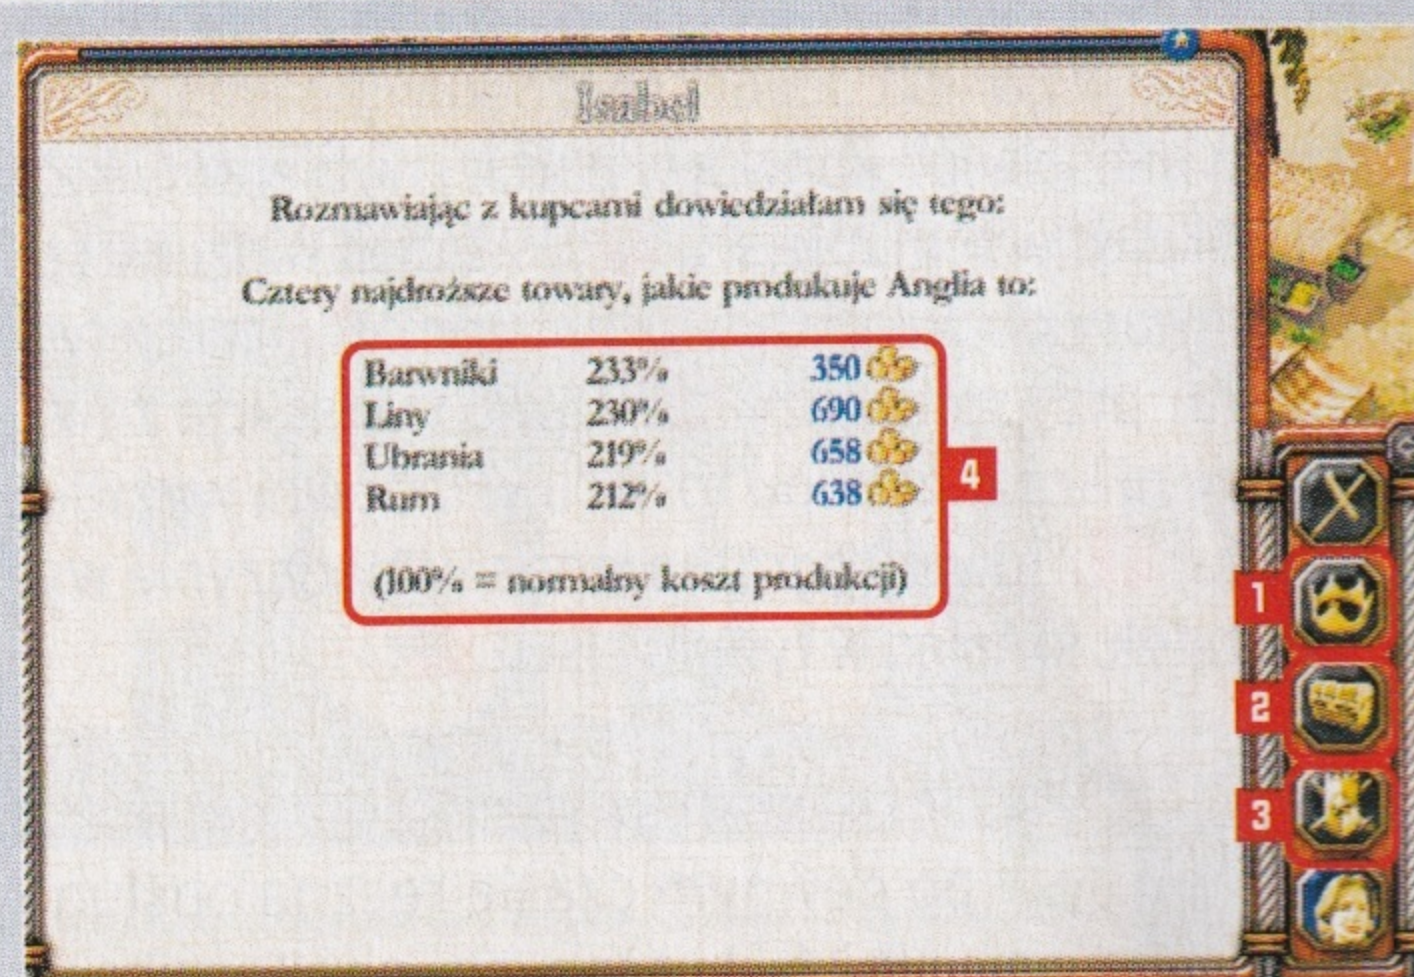 Isabel
Rozmawiając z kupcami dowiedziałam się tego:
Cztery najdroższe towary, jakie produkuje Anglia to:
Barwniki 233% 350
Liny 230% 690
Ubrania 219% 658
Rum 212% 638
4
(100% = normalny koszt produkcji)
1
2
3